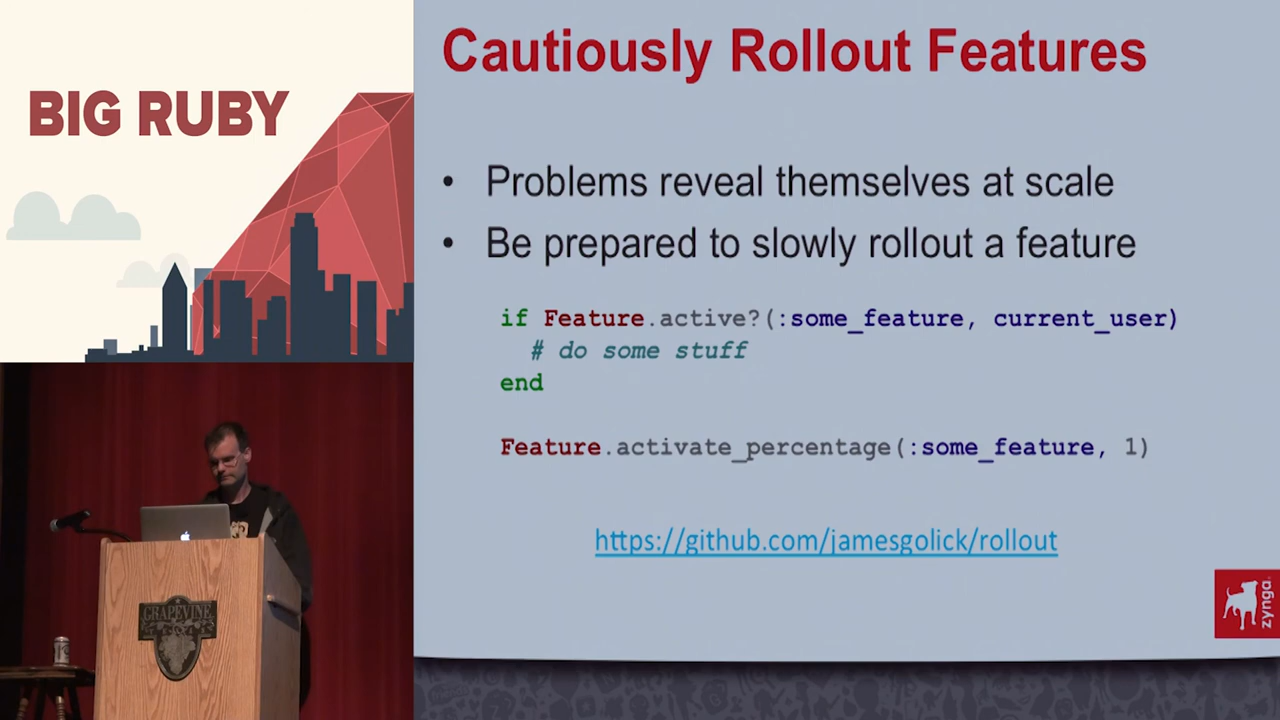 BIG RUBY
Cautiously Rollout Features
• Problems reveal themselves at scale
• Be prepared to slowly rollout a feature
if Feature.active?(:some_feature, current_user)
# do some stuff
end
Feature.activate_percentage(:some_feature, 1)
https://github.com/jamesgolick/rollout
zynga
GRAPEVINE